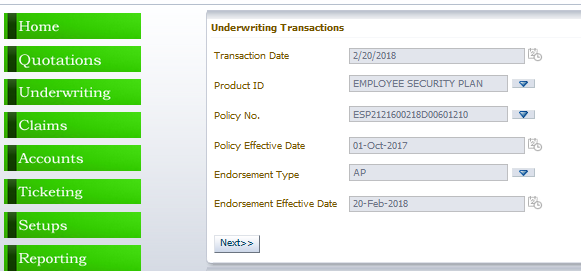 Home
Quotations
Underwriting
Claims
Accounts
Ticketing
Setups
Reporting
Underwriting Transactions
Transaction Date 2/20/2018
Product ID EMPLOYEE SECURITY PLAN
Policy No. ESP2121600218D00601210
Policy Effective Date 01-Oct-2017
Endorsement Type AP
Endorsement Effective Date 20-Feb-2018
Next>>